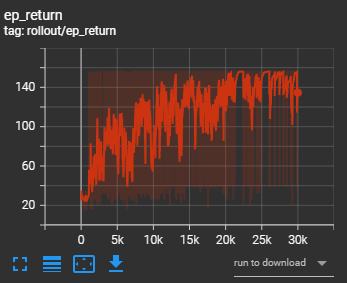 ep_return
tag: rollout/ep_return
140
100
60
20
0 5k 10k 15k 20k 25k 30k
run to download